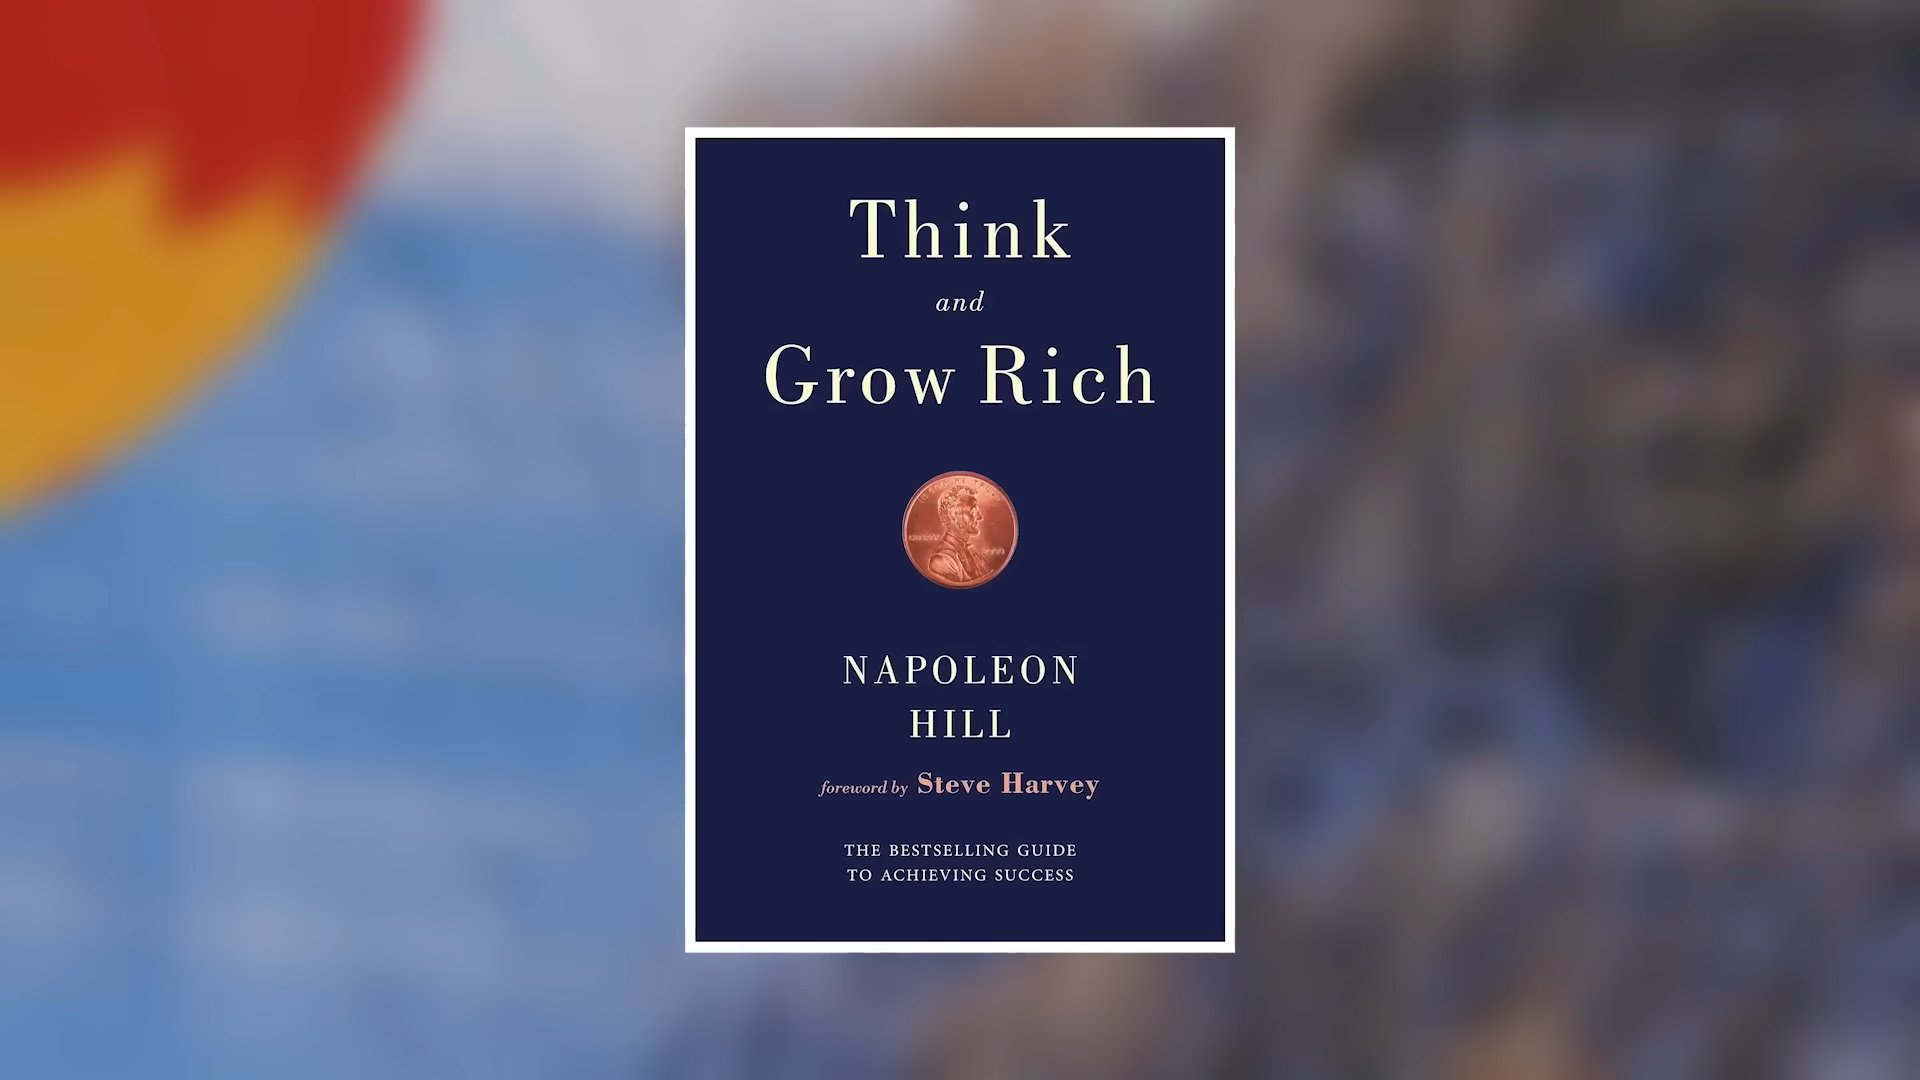 Think
and
Grow Rich
NAPOLEON
HILL
foreword by Steve Harvey
THE BESTSELLING GUIDE
TO ACHIEVING SUCCESS